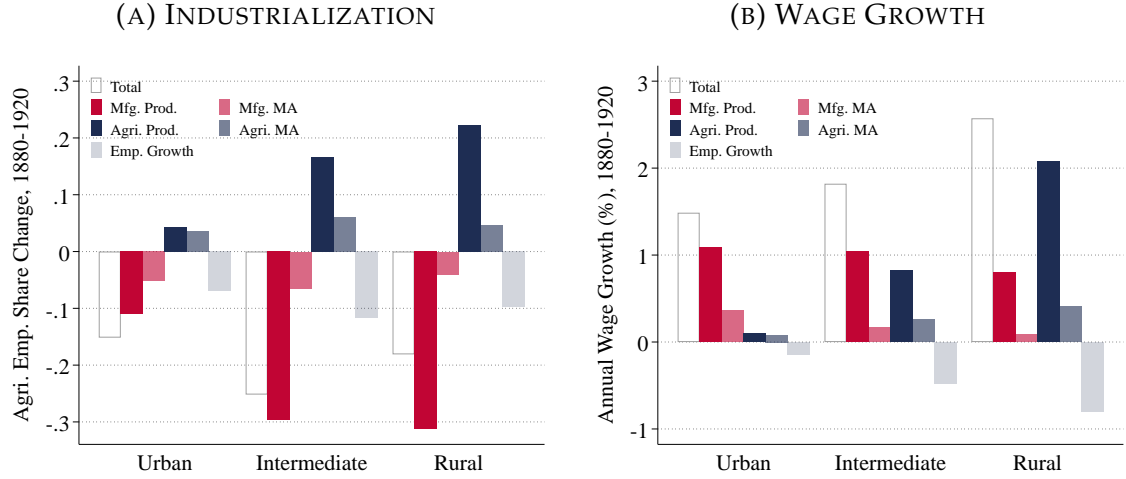 (A) INDUSTRIALIZATION
Agri. Emp. Share Change, 1880-1920
.3
.2
.1
0
-.1
-.2
-.3
Total
Mfg. Prod. Mfg. MA
Agri. Prod. Agri. MA
Emp. Growth
Urban Intermediate Rural
(B) WAGE GROWTH
Annual Wage Growth (%), 1880-1920
3
2
1
0
-1
Total
Mfg. Prod. Mfg. MA
Agri. Prod. Agri. MA
Emp. Growth
Urban Intermediate Rural